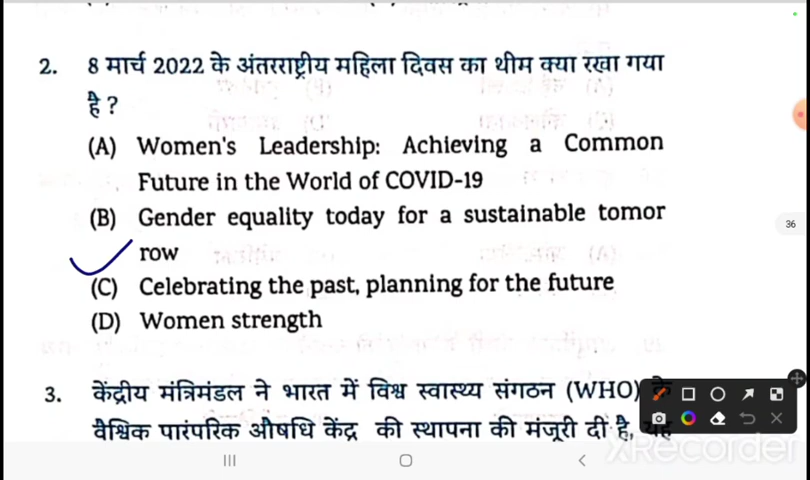 2. 8 मार्च 2022 के अंतरराष्ट्रीय महिला दिवस का थीम क्या रखा गया
है ?
(A) Women's Leadership: Achieving a Common
Future in the World of COVID-19
(B) Gender equality today for a sustainable tomor
row
(C) Celebrating the past, planning for the future
(D) Women strength
36
3. केंद्रीय मंत्रिमंडल ने भारत में विश्व स्वास्थ्य संगठन (WHO) के
वैश्विक पारंपरिक औषधि केंद्र की स्थापना की मंजूरी दी है, यह
XRecorder